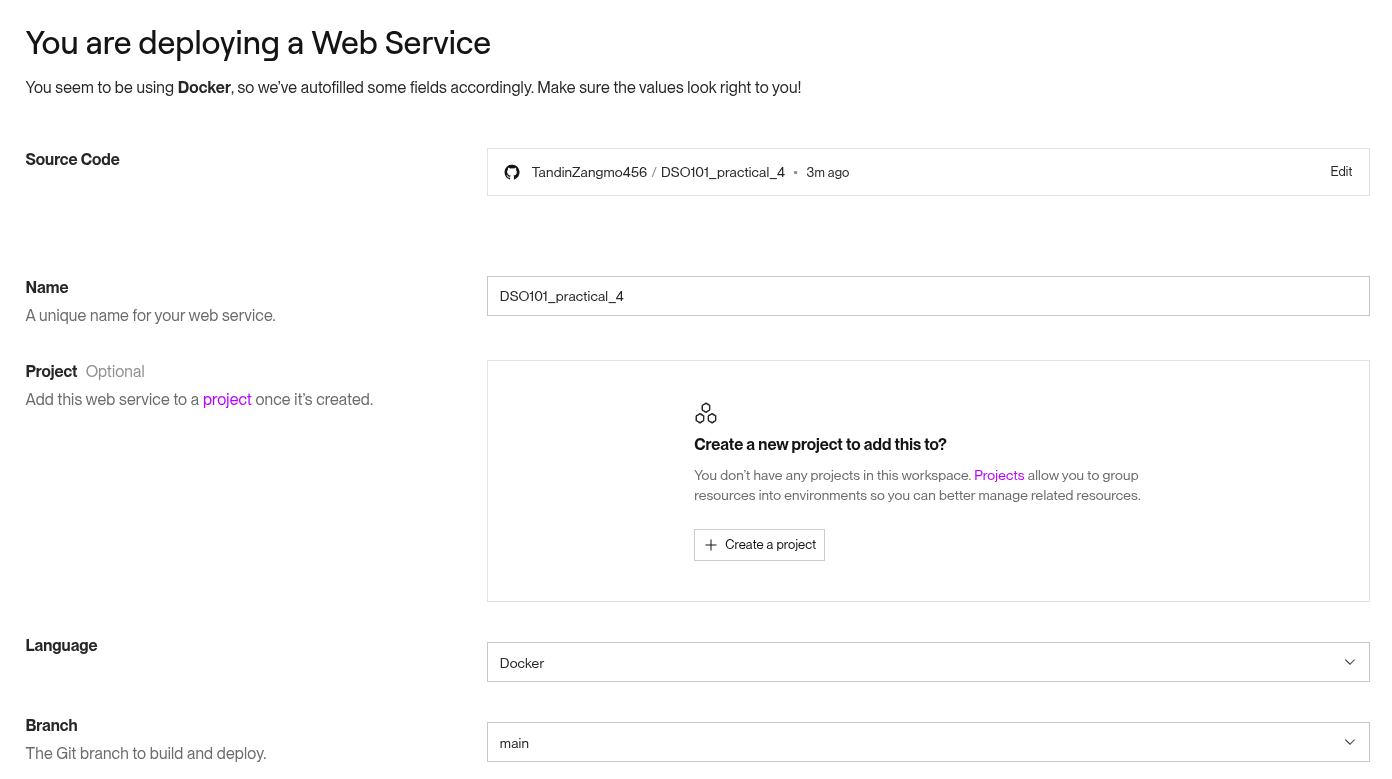 You are deploying a Web Service
You seem to be using Docker, so we've autofilled some fields accordingly. Make sure the values look right to you!
Source Code
TandinZangmo456 / DSO101_practical_4 • 3m ago
Edit
Name
A unique name for your web service.
DSO101_practical_4
Project Optional
Add this web service to a project once it's created.
Create a new project to add this to?
You don't have any projects in this workspace. Projects allow you to group
resources into environments so you can better manage related resources.
+ Create a project
Language
Docker
Branch
The Git branch to build and deploy.
main